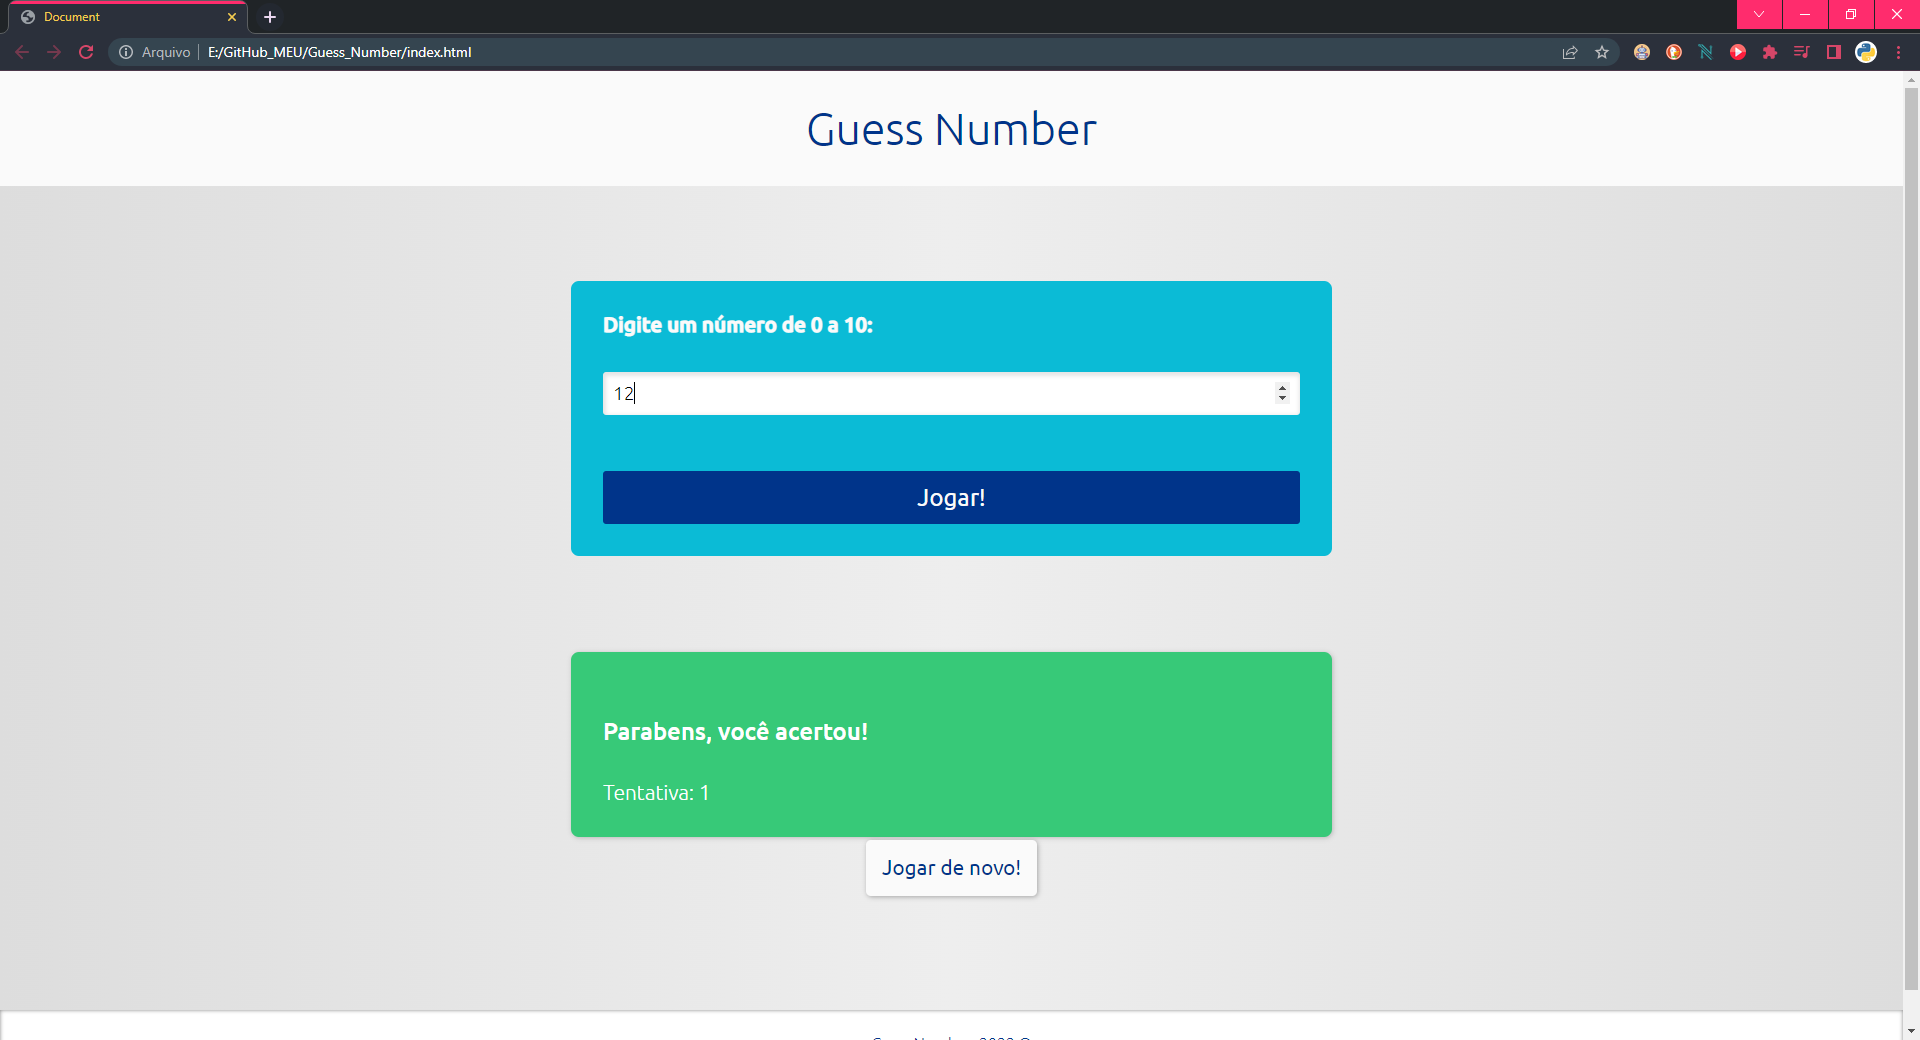 Document
Arquivo
E:/GitHub_MEU/Guess_Number/index.html
Guess Number
Digite um número de 0 a 10:
12
Jogar!
Parabens, você acertou!
Tentativa: 1
Jogar de novo!